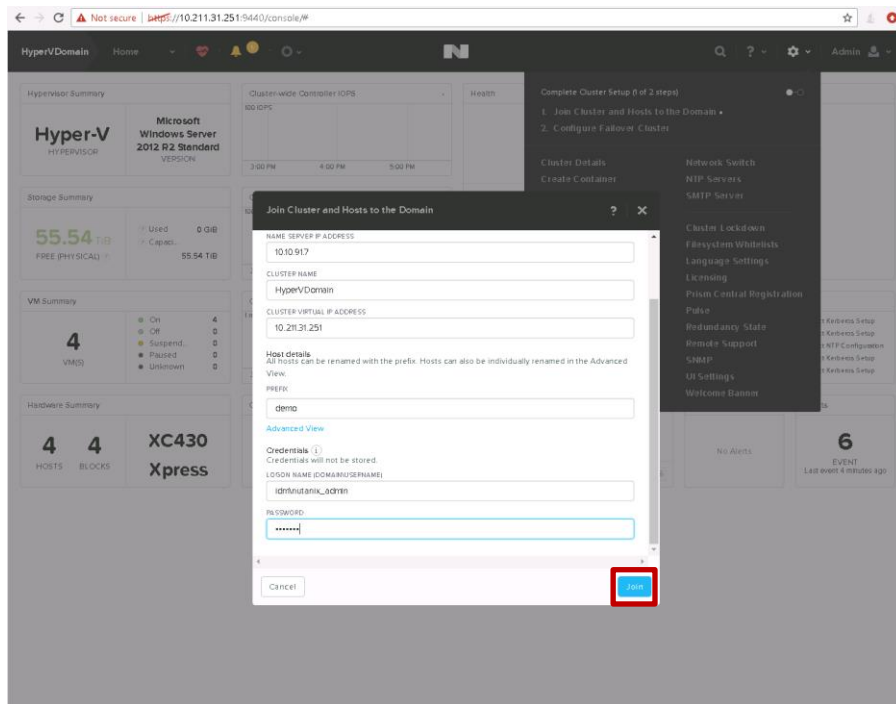 Not secure | https://10.211.31.251:9440/console/#
HyperVDomain Home
? Admin
Hypervisor Summary
Hyper-V
HYPERVISOR
Microsoft
Windows Server
2012 R2 Standard
VERSION
Cluster-wide Controller IOPS
100 IOPS
3:00 PM 4:00 PM 5:00 PM
Health
Complete Cluster Setup (1 of 2 steps)
1. Join Cluster and Hosts to the Domain •
2. Configure Failover Cluster
Cluster Details
Create Container
Network Switch
NTP Servers
SMTP Server
Cluster Lockdown
Filesystem Whitelists
Language Settings
Licensing
Prism Central Registration
Pulse
Redundancy State
Remote Support
SNMP
UI Settings
Welcome Banner
Storage Summary
55.54 TiB
FREE (PHYSICAL)
Used 0 GiB
Capaci... 55.54 TiB
VM Summary
4
VM(S)
On 4
Off 0
Suspend... 0
Paused 0
Unknown 0
Hardware Summary
4
HOSTS
4
BLOCKS
XC430
Xpress
Join Cluster and Hosts to the Domain ? ×
NAME SERVER IP ADDRESS
10.10.91.7
CLUSTER NAME
HyperVDomain
CLUSTER VIRTUAL IP ADDRESS
10.211.31.251
Host details
All hosts can be renamed with the prefix. Hosts can also be individually renamed in the Advanced
View.
PREFIX
demo
Advanced View
Credentials
Credentials will not be stored.
LOGON NAME (DOMAIN\USERNAME)
PASSWORD
•••••••
Cancel
Join
Kerberos Setup
Kerberos Setup
NTP Configuration
Kerberos Setup
Kerberos Setup
No Alerts
6
EVENT
Last event 4 minutes ago